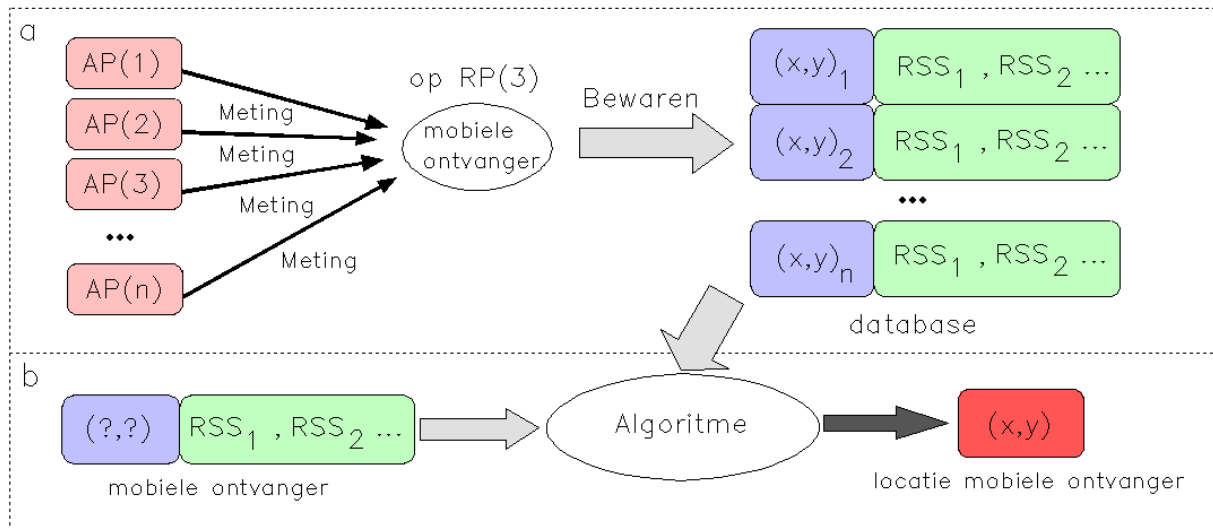 a
AP(1)
AP(2)
AP(3)
...
AP(n)
Meting
Meting
Meting
Meting
op RP(3)
mobiele
ontvanger
Bewaren
(x,y)1 RSS1 , RSS2 ...
(x,y)2 RSS1 , RSS2 ...
...
(x,y)n RSS1 , RSS2 ...
database
b
(?,?) RSS1 , RSS2 ...
mobiele ontvanger
Algoritme
(x,y)
locatie mobiele ontvanger